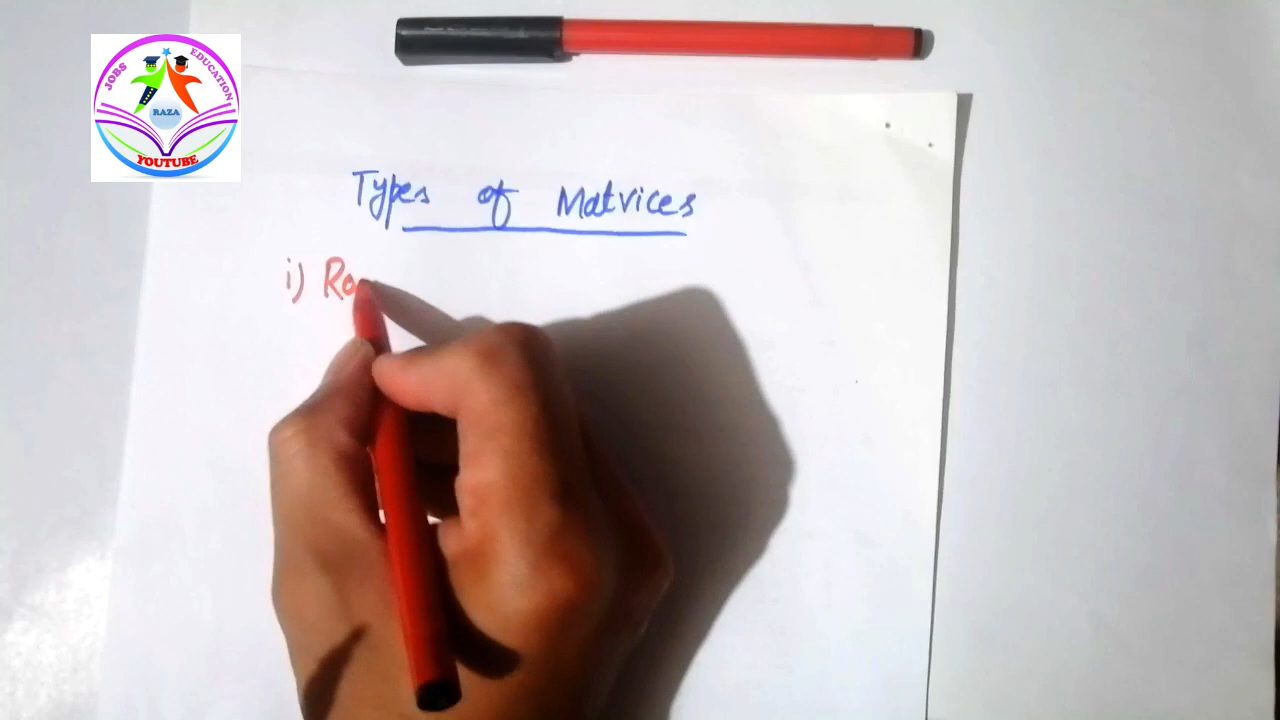 JOBS EDUCATION
RAZA
YOUTUBE
Types of Matrices
i) Ro